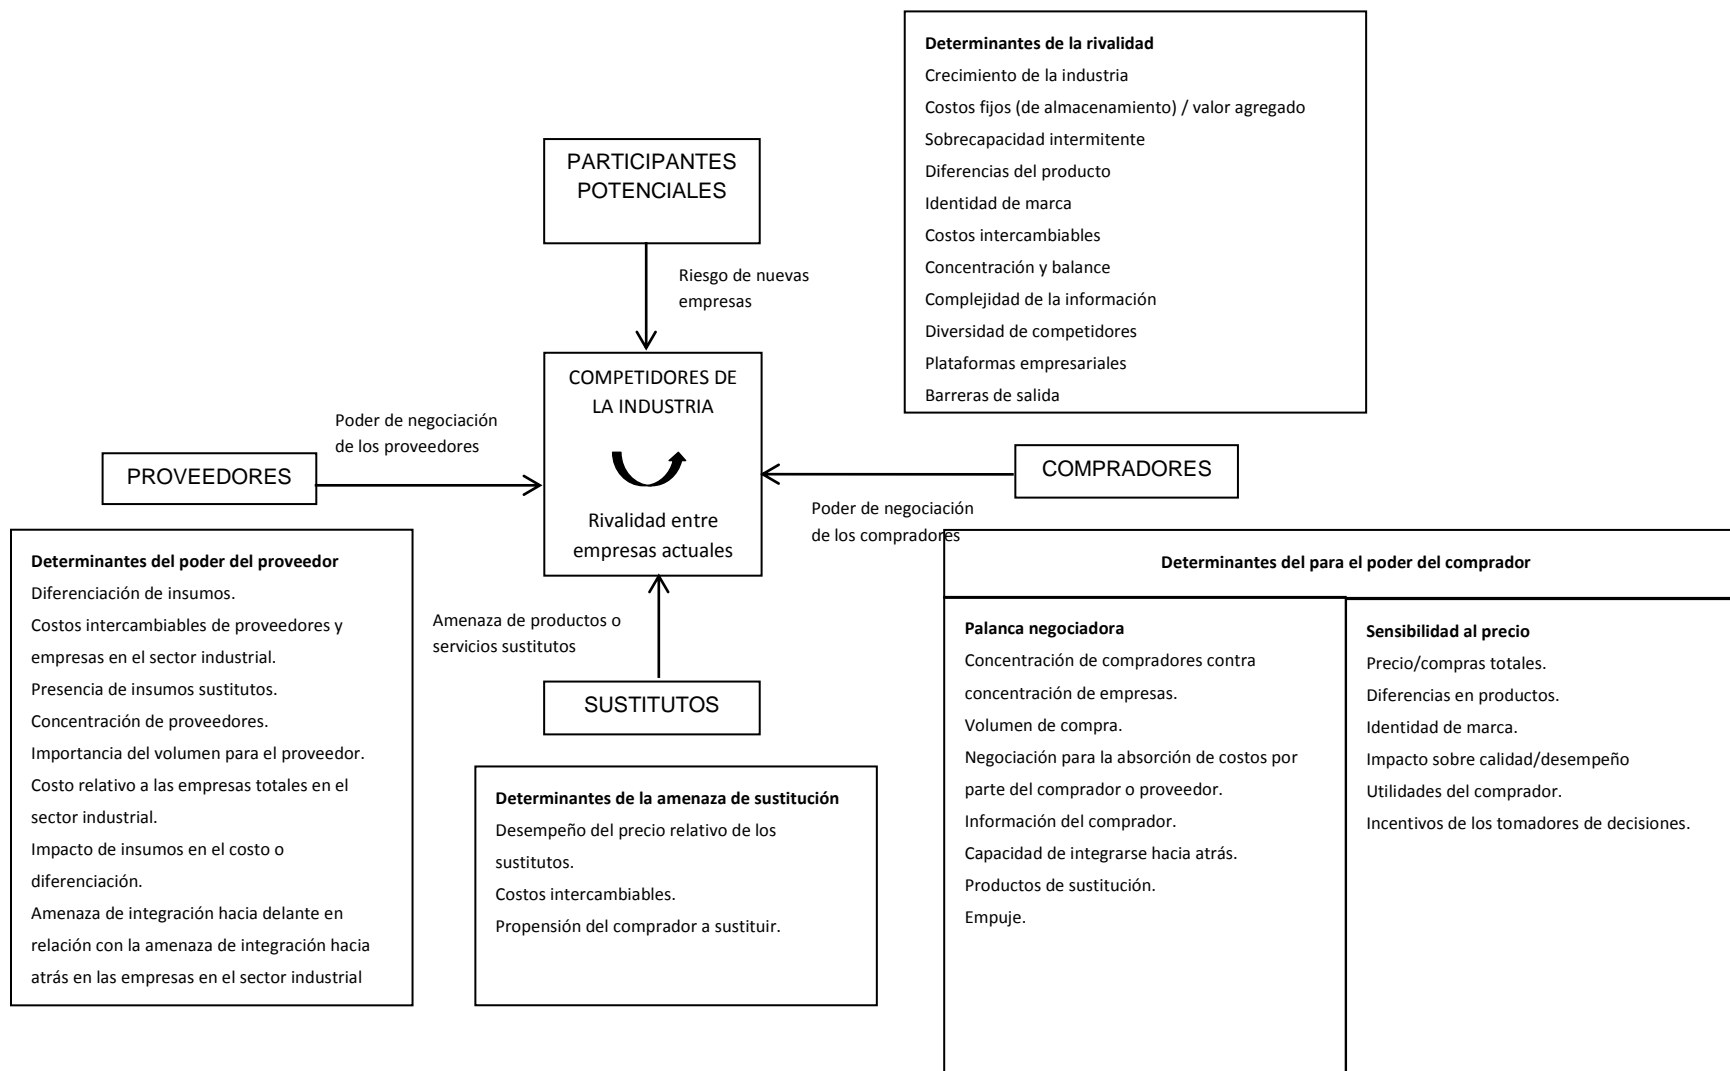 Determinantes de la rivalidad
Crecimiento de la industria
Costos fijos (de almacenamiento) / valor agregado
Sobrecapacidad intermitente
Diferencias del producto
Identidad de marca
Costos intercambiables
Concentración y balance
Complejidad de la información
Diversidad de competidores
Plataformas empresariales
Barreras de salida
PARTICIPANTES
POTENCIALES
Riesgo de nuevas
empresas
COMPETIDORES DE
LA INDUSTRIA
Rivalidad entre
empresas actuales
Poder de negociación
de los proveedores
PROVEEDORES
COMPRADORES
Poder de negociación
de los compradores
Determinantes del poder del proveedor
Diferenciación de insumos.
Costos intercambiables de proveedores y
empresas en el sector industrial.
Presencia de insumos sustitutos.
Concentración de proveedores.
Importancia del volumen para el proveedor.
Costo relativo a las empresas totales en el
sector industrial.
Impacto de insumos en el costo o
diferenciación.
Amenaza de integración hacia delante en
relación con la amenaza de integración hacia
atrás en las empresas en el sector industrial
Amenaza de productos o
servicios sustitutos
SUSTITUTOS
Determinantes de la amenaza de sustitución
Desempeño del precio relativo de los
sustitutos.
Costos intercambiables.
Propensión del comprador a sustituir.
Determinantes del para el poder del comprador
Palanca negociadora
Concentración de compradores contra
concentración de empresas.
Volumen de compra.
Negociación para la absorción de costos por
parte del comprador o proveedor.
Información del comprador.
Capacidad de integrarse hacia atrás.
Productos de sustitución.
Empuje.
Sensibilidad al precio
Precio/compras totales.
Diferencias en productos.
Identidad de marca.
Impacto sobre calidad/desempeño
Utilidades del comprador.
Incentivos de los tomadores de decisiones.